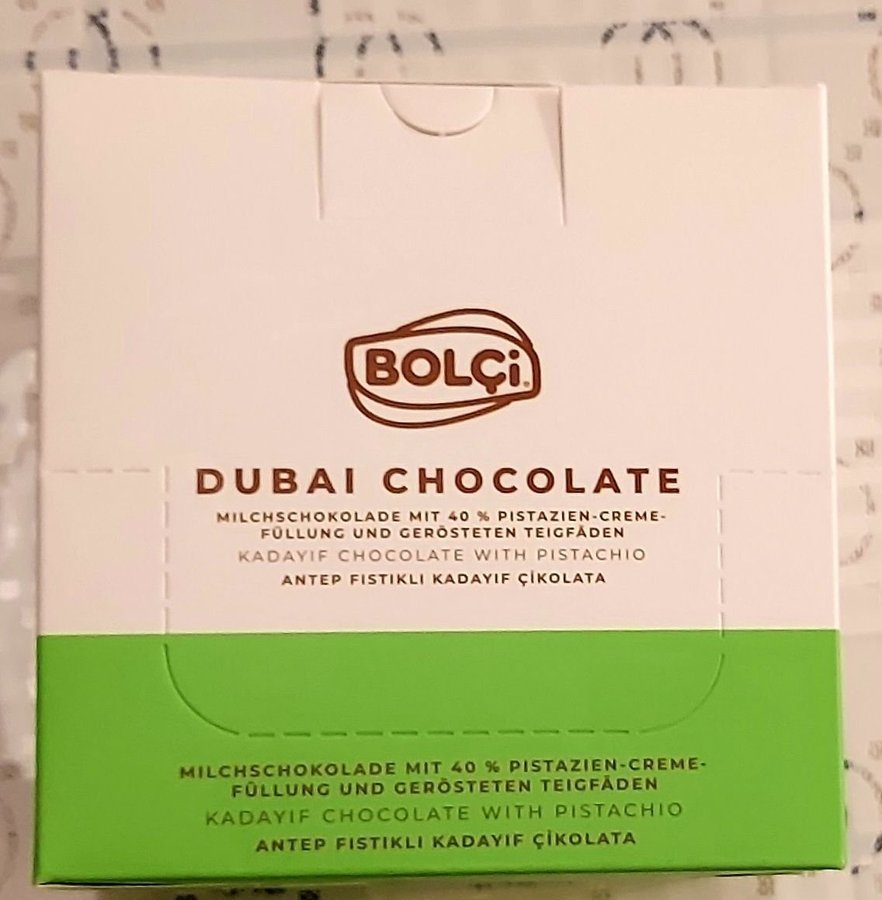 BOLÇi
DUBAI CHOCOLATE
MILCHSCHOKOLADE MIT 40 % PISTAZIEN-CREME-
FÜLLUNG UND GERÖSTETEN TEIGFÄDEN
KADAYIF CHOCOLATE WITH PISTACHIO
ANTEP FISTIKLI KADAYIF ÇİKOLATA
MILCHSCHOKOLADE MIT 40 % PISTAZIEN-CREME-
FÜLLUNG UND GERÖSTETEN TEIGFÄDEN
KADAYIF CHOCOLATE WITH PISTACHIO
ANTEP FISTIKLI KADAYIF ÇİKOLATA